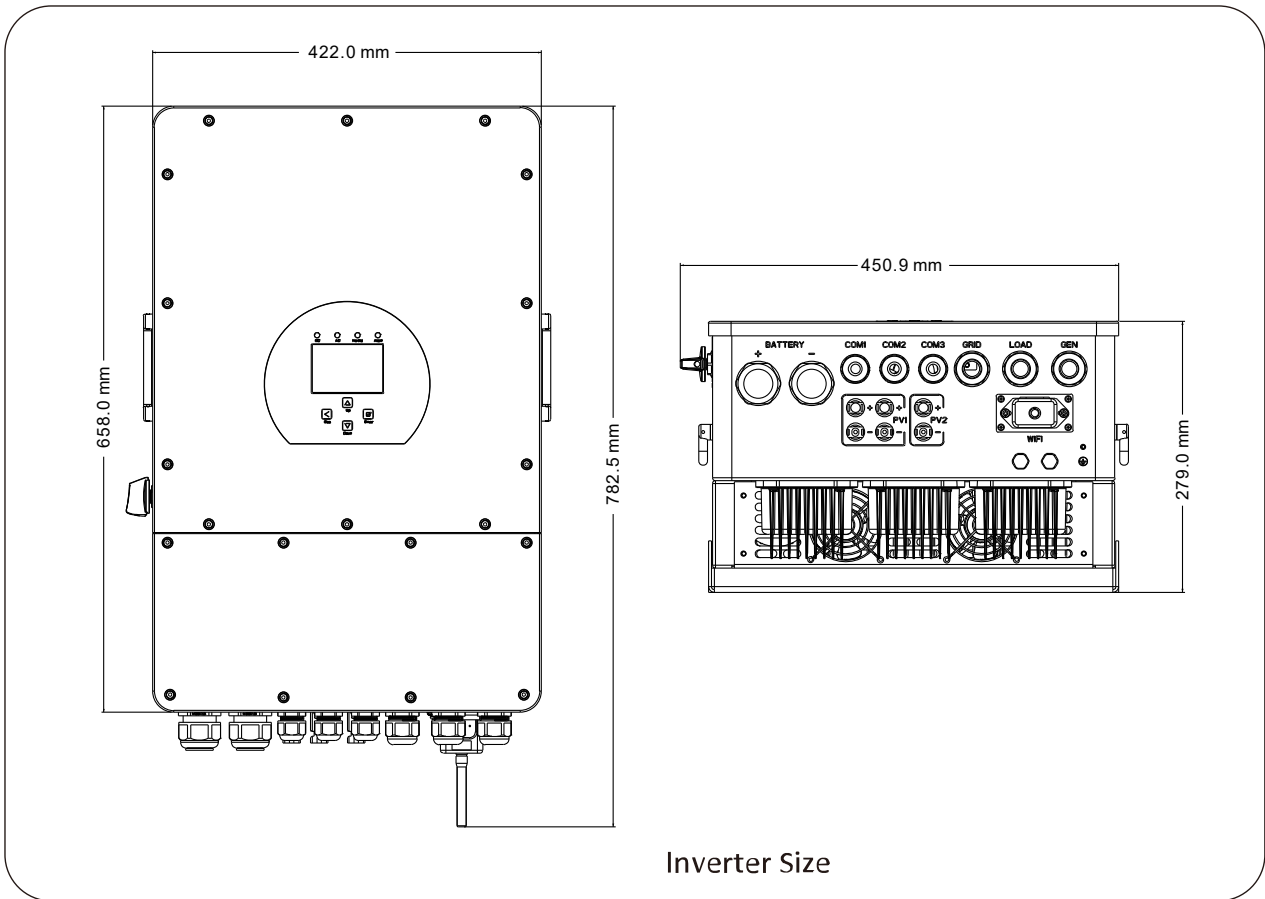 422.0 mm
658.0 mm
782.5 mm
450.9 mm
BATTERY COM1 COM2 COM3 GRID LOAD GEN
+ −
+ + PV1 + PV2
− − −
WIFI
279.0 mm
Inverter Size